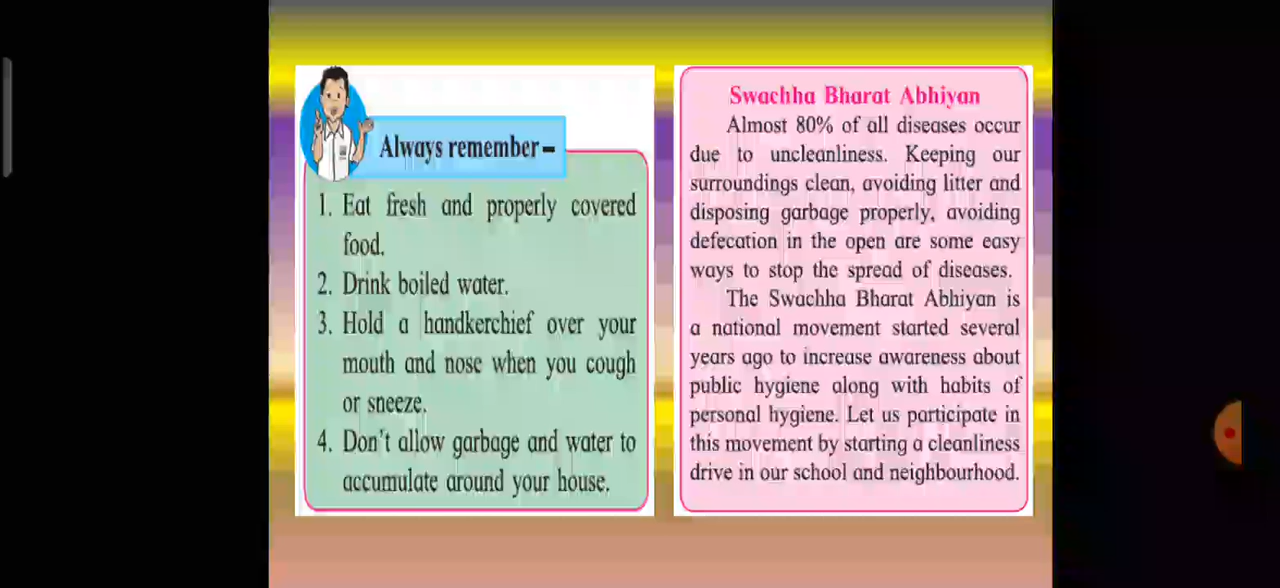 Always remember –
1. Eat fresh and properly covered
food.
2. Drink boiled water.
3. Hold a handkerchief over your
mouth and nose when you cough
or sneeze.
4. Don't allow garbage and water to
accumulate around your house.
Swachha Bharat Abhiyan
Almost 80% of all diseases occur
due to uncleanliness. Keeping our
surroundings clean, avoiding litter and
disposing garbage properly, avoiding
defecation in the open are some easy
ways to stop the spread of diseases.
The Swachha Bharat Abhiyan is
a national movement started several
years ago to increase awareness about
public hygiene along with habits of
personal hygiene. Let us participate in
this movement by starting a cleanliness
drive in our school and neighbourhood.